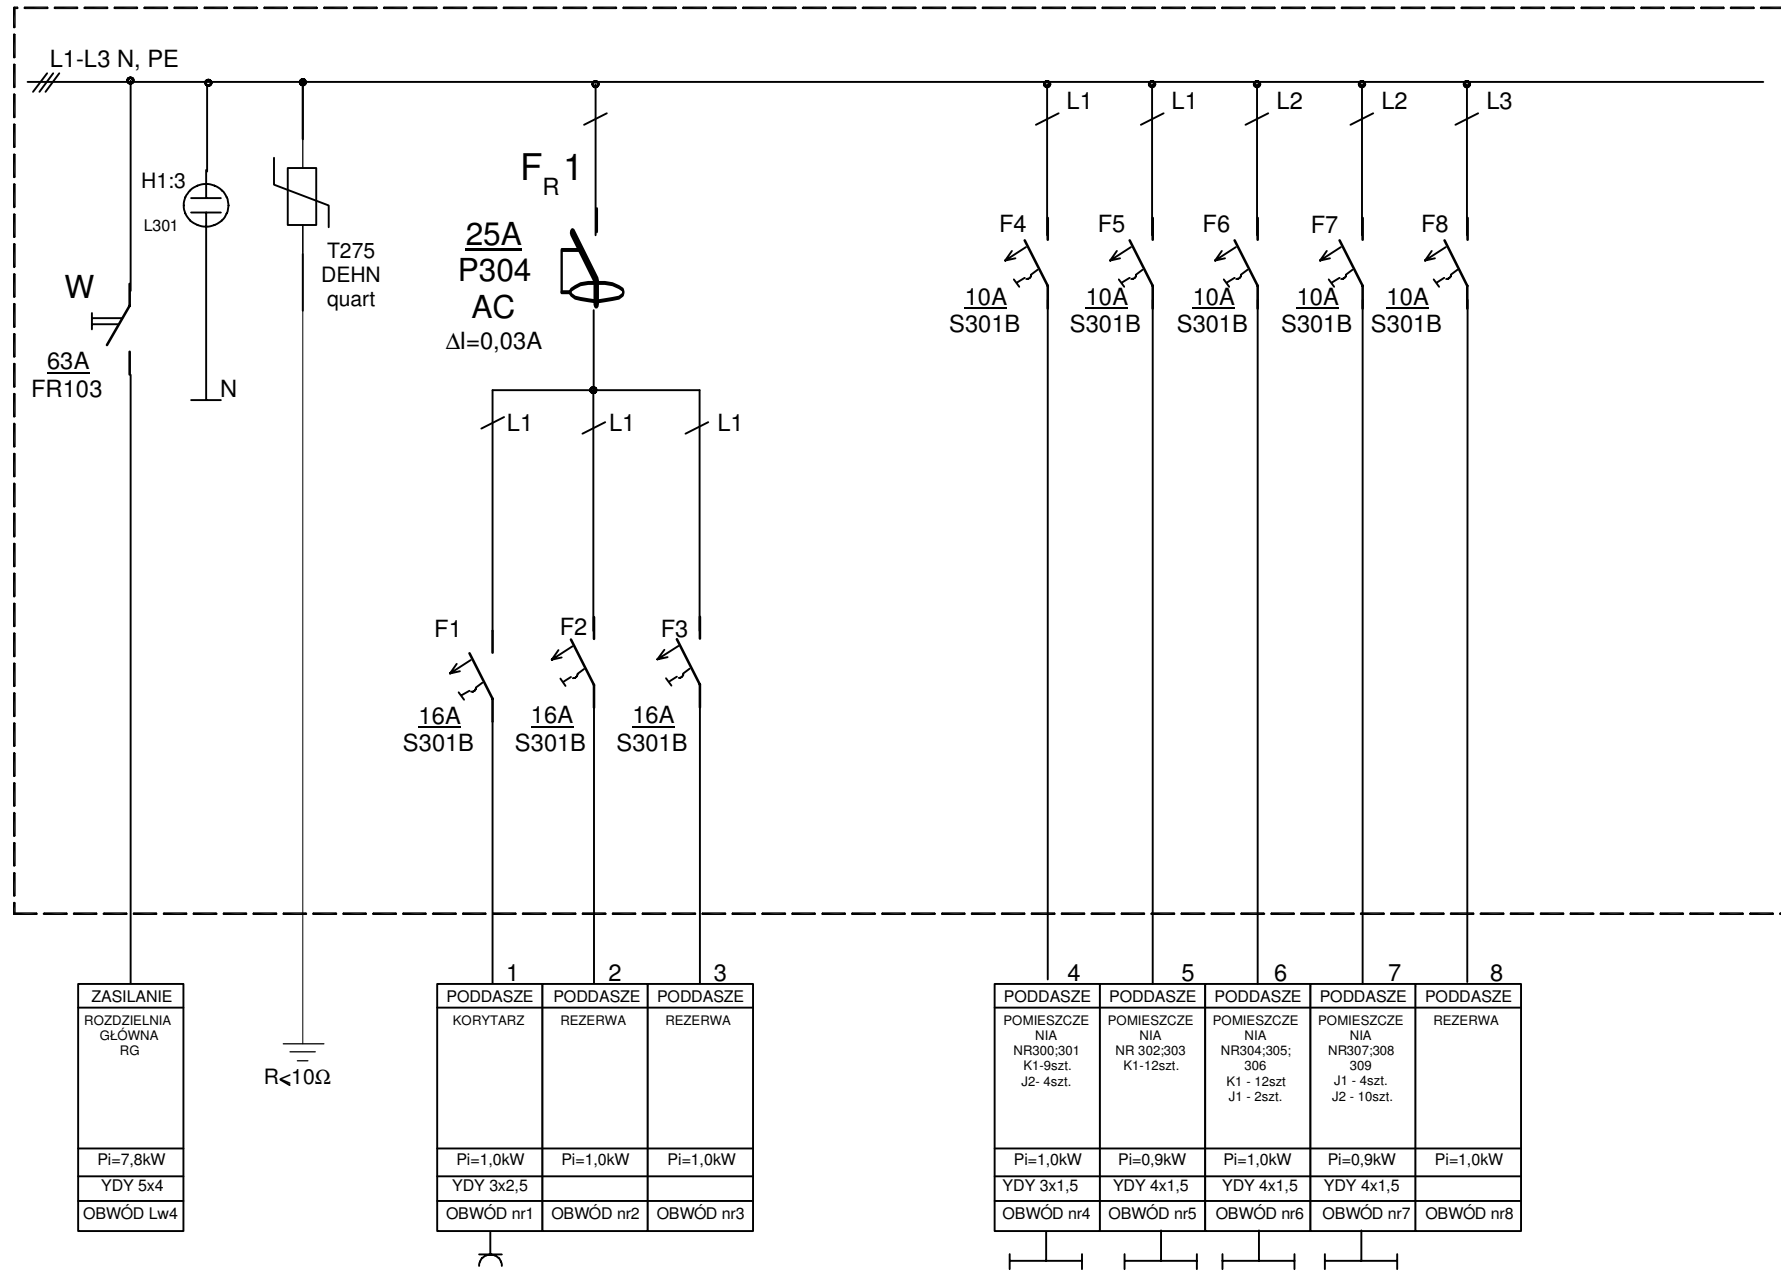 L1-L3 N, PE
L1
L1
L2
L2
L3
H1:3
L301
T275
DEHN
quart
W
63A
FR103
N
FR1
25A
P304
AC
ΔI=0,03A
L1
L1
L1
F4
10A
S301B
F5
10A
S301B
F6
10A
S301B
F7
10A
S301B
F8
10A
S301B
F1
16A
S301B
F2
16A
S301B
F3
16A
S301B
R⩽10Ω
ZASILANIE
ROZDZIELNIA
GŁÓWNA
RG
Pi=7,8kW
YDY 5x4
OBWÓD Lw4
1
PODDASZE
KORYTARZ
Pi=1,0kW
YDY 3x2,5
OBWÓD nr1
2
PODDASZE
REZERWA
Pi=1,0kW
OBWÓD nr2
3
PODDASZE
REZERWA
Pi=1,0kW
OBWÓD nr3
4
PODDASZE
POMIESZCZE
NIA
NR300;301
K1-9szt.
J2- 4szt.
Pi=1,0kW
YDY 3x1,5
OBWÓD nr4
5
PODDASZE
POMIESZCZE
NIA
NR 302;303
K1-12szt.
Pi=0,9kW
YDY 4x1,5
OBWÓD nr5
6
PODDASZE
POMIESZCZE
NIA
NR304;305;
306
K1 - 12szt
J1 - 2szt.
Pi=1,0kW
YDY 4x1,5
OBWÓD nr6
7
PODDASZE
POMIESZCZE
NIA
NR307;308
309
J1 - 4szt.
J2 - 10szt.
Pi=0,9kW
YDY 4x1,5
OBWÓD nr7
8
PODDASZE
REZERWA
Pi=1,0kW
OBWÓD nr8